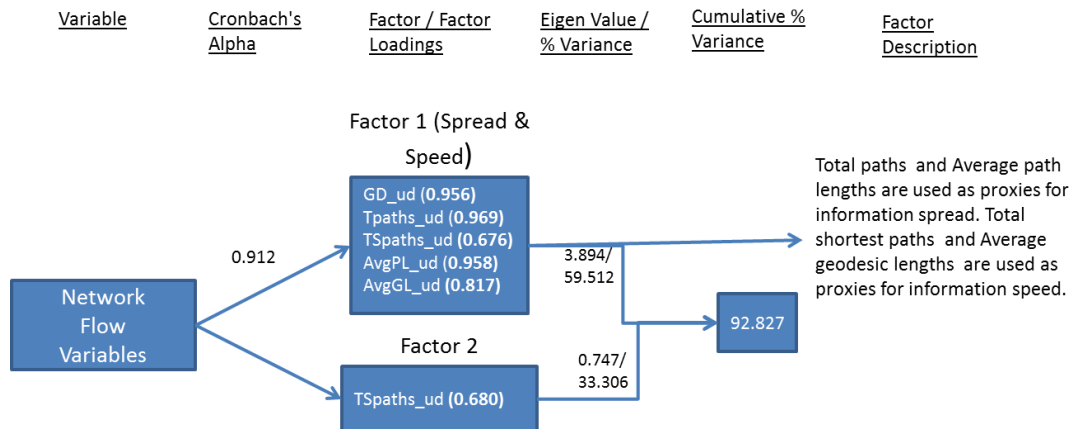 Variable
Cronbach's
Alpha
Factor / Factor
Loadings
Eigen Value /
% Variance
Cumulative %
Variance
Factor
Description
Factor 1 (Spread &
Speed)
GD_ud (0.956)
Tpaths_ud (0.969)
TSpaths_ud (0.676)
AvgPL_ud (0.958)
AvgGL_ud (0.817)
Total paths and Average path
lengths are used as proxies for
information spread. Total
shortest paths and Average
geodesic lengths are used as
proxies for information speed.
0.912
3.894/
59.512
Network
Flow
Variables
92.827
Factor 2
TSpaths_ud (0.680)
0.747/
33.306